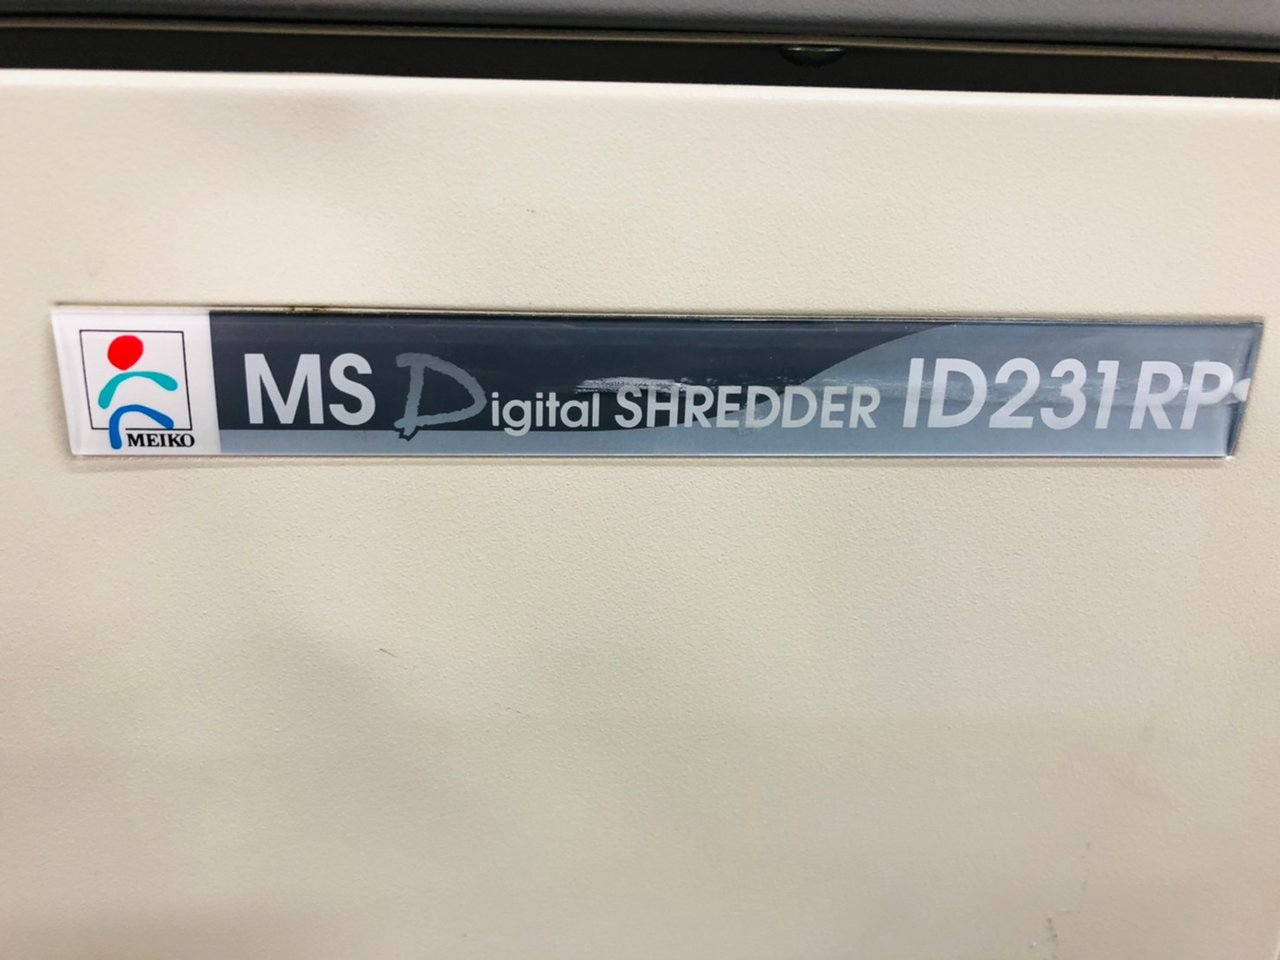 MEIKO
MS Digital SHREDDER ID231RP